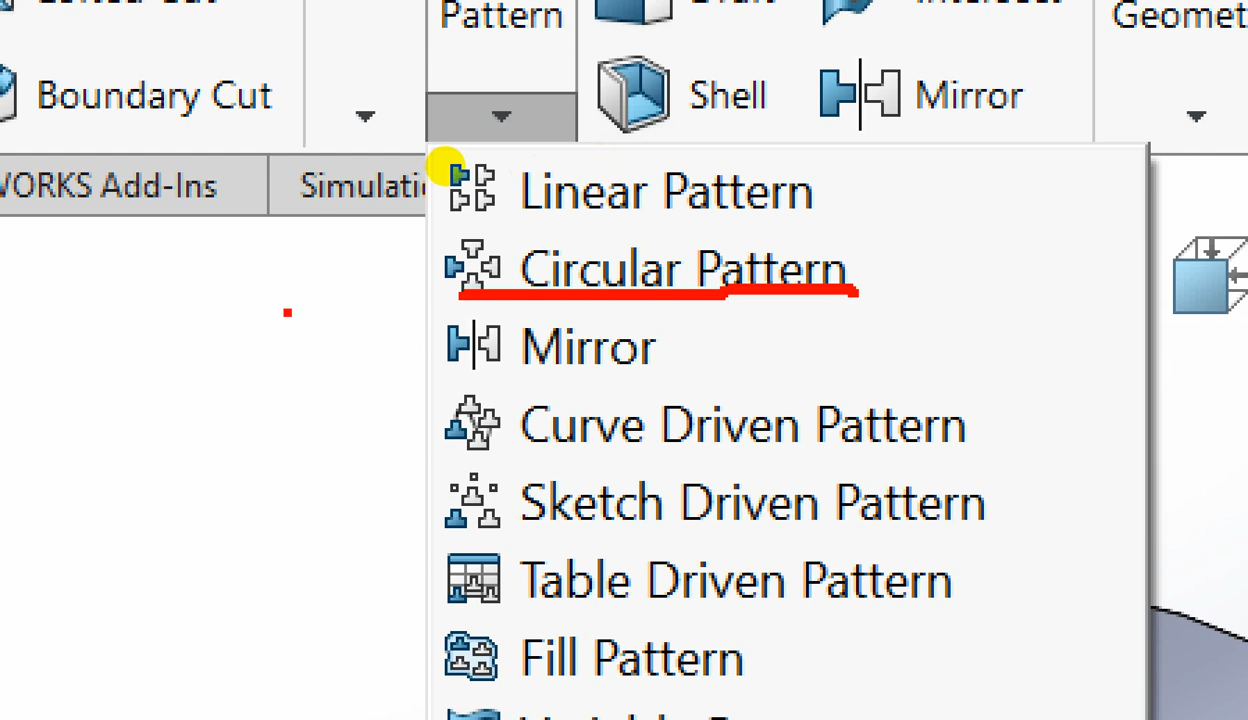 Pattern
Boundary Cut
Shell
Mirror
WORKS Add-Ins
Linear Pattern
Circular Pattern
Mirror
Curve Driven Pattern
Sketch Driven Pattern
Table Driven Pattern
Fill Pattern